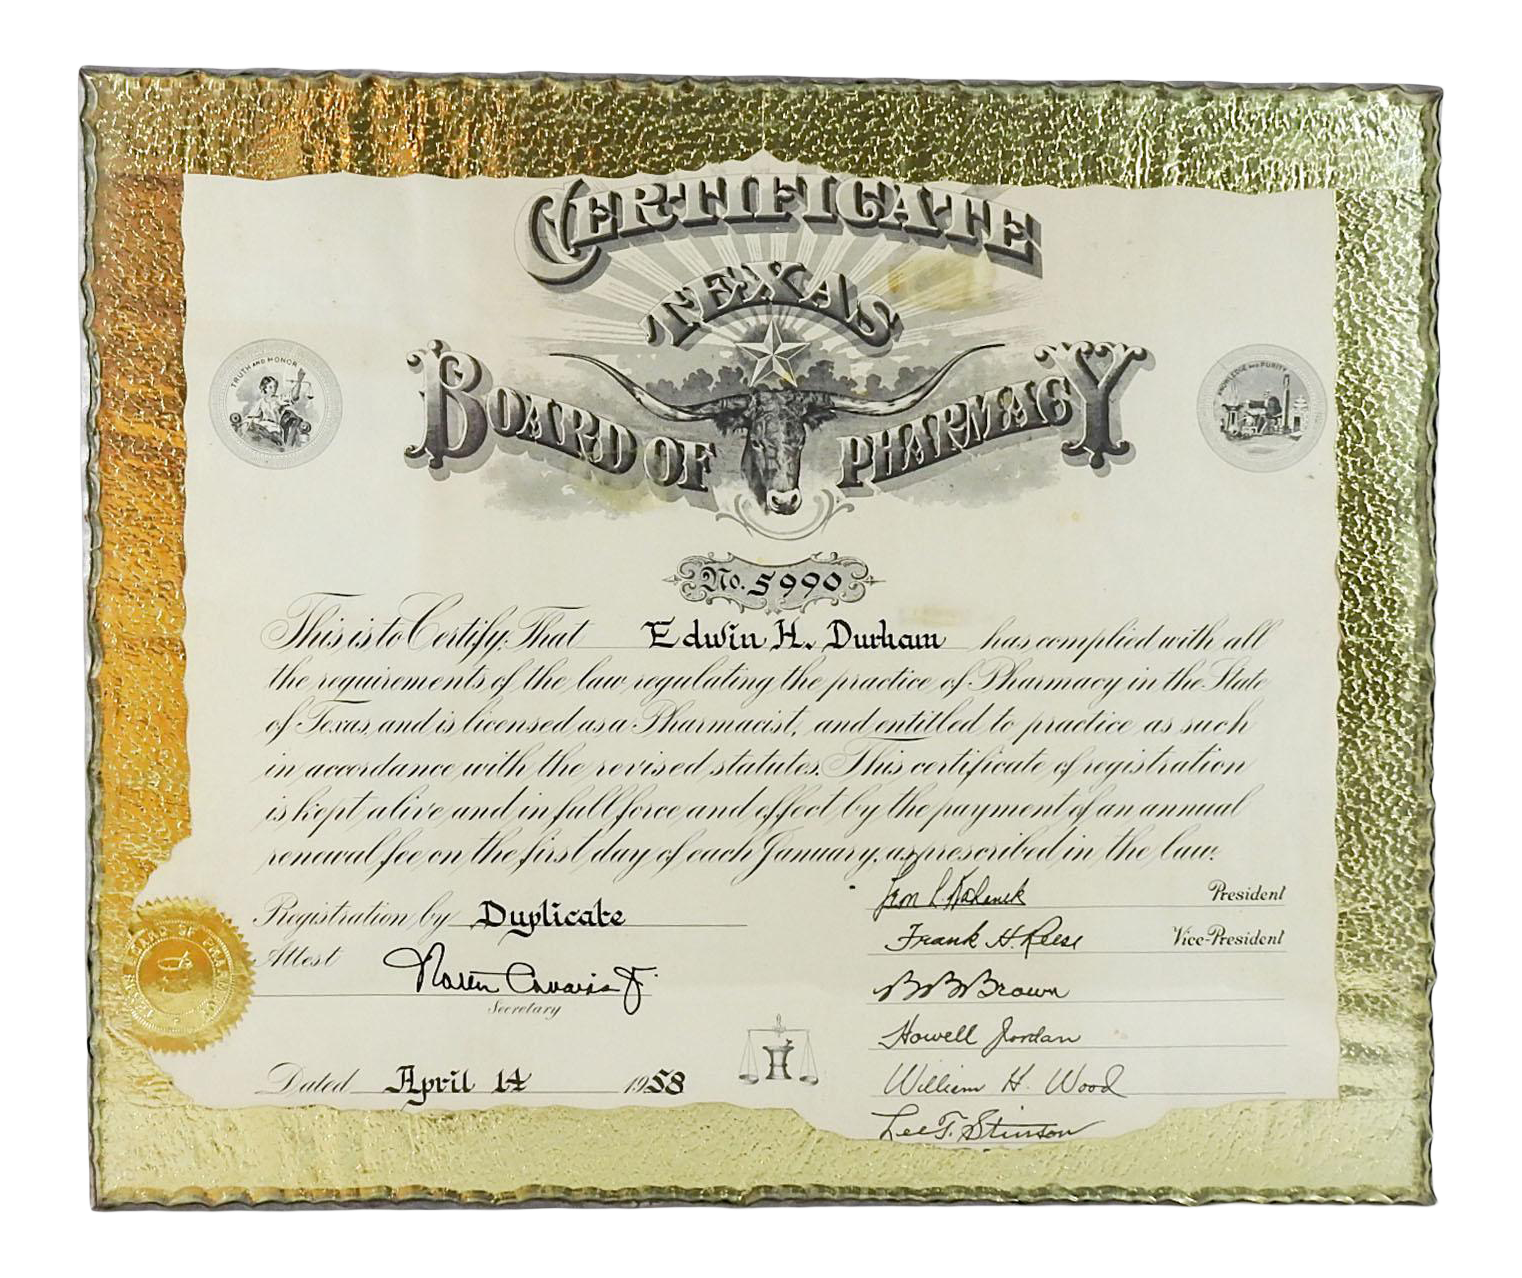 CERTIFICATE
TEXAS
BOARD OF PHARMACY
TRUTH AND HONOR
KNOWLEDGE AND PURITY
No. 5990
This is to Certify, That Edwin H. Durham has complied with all
the requirements of the law regulating the practice of Pharmacy in the State
of Texas, and is licensed as a Pharmacist, and entitled to practice as such
in accordance with the revised statutes. This certificate of registration
is kept alive and in full force and effect by the payment of an annual
renewal fee on the first day of each January, as prescribed in the law.
President
Registration by Duplicate
Frank H. Reese Vice-President
Attest
Secretary
B B Brown
Howell Jordan
Dated April 14 1958
William H. Wood
Lee T. Stinson
BOARD OF